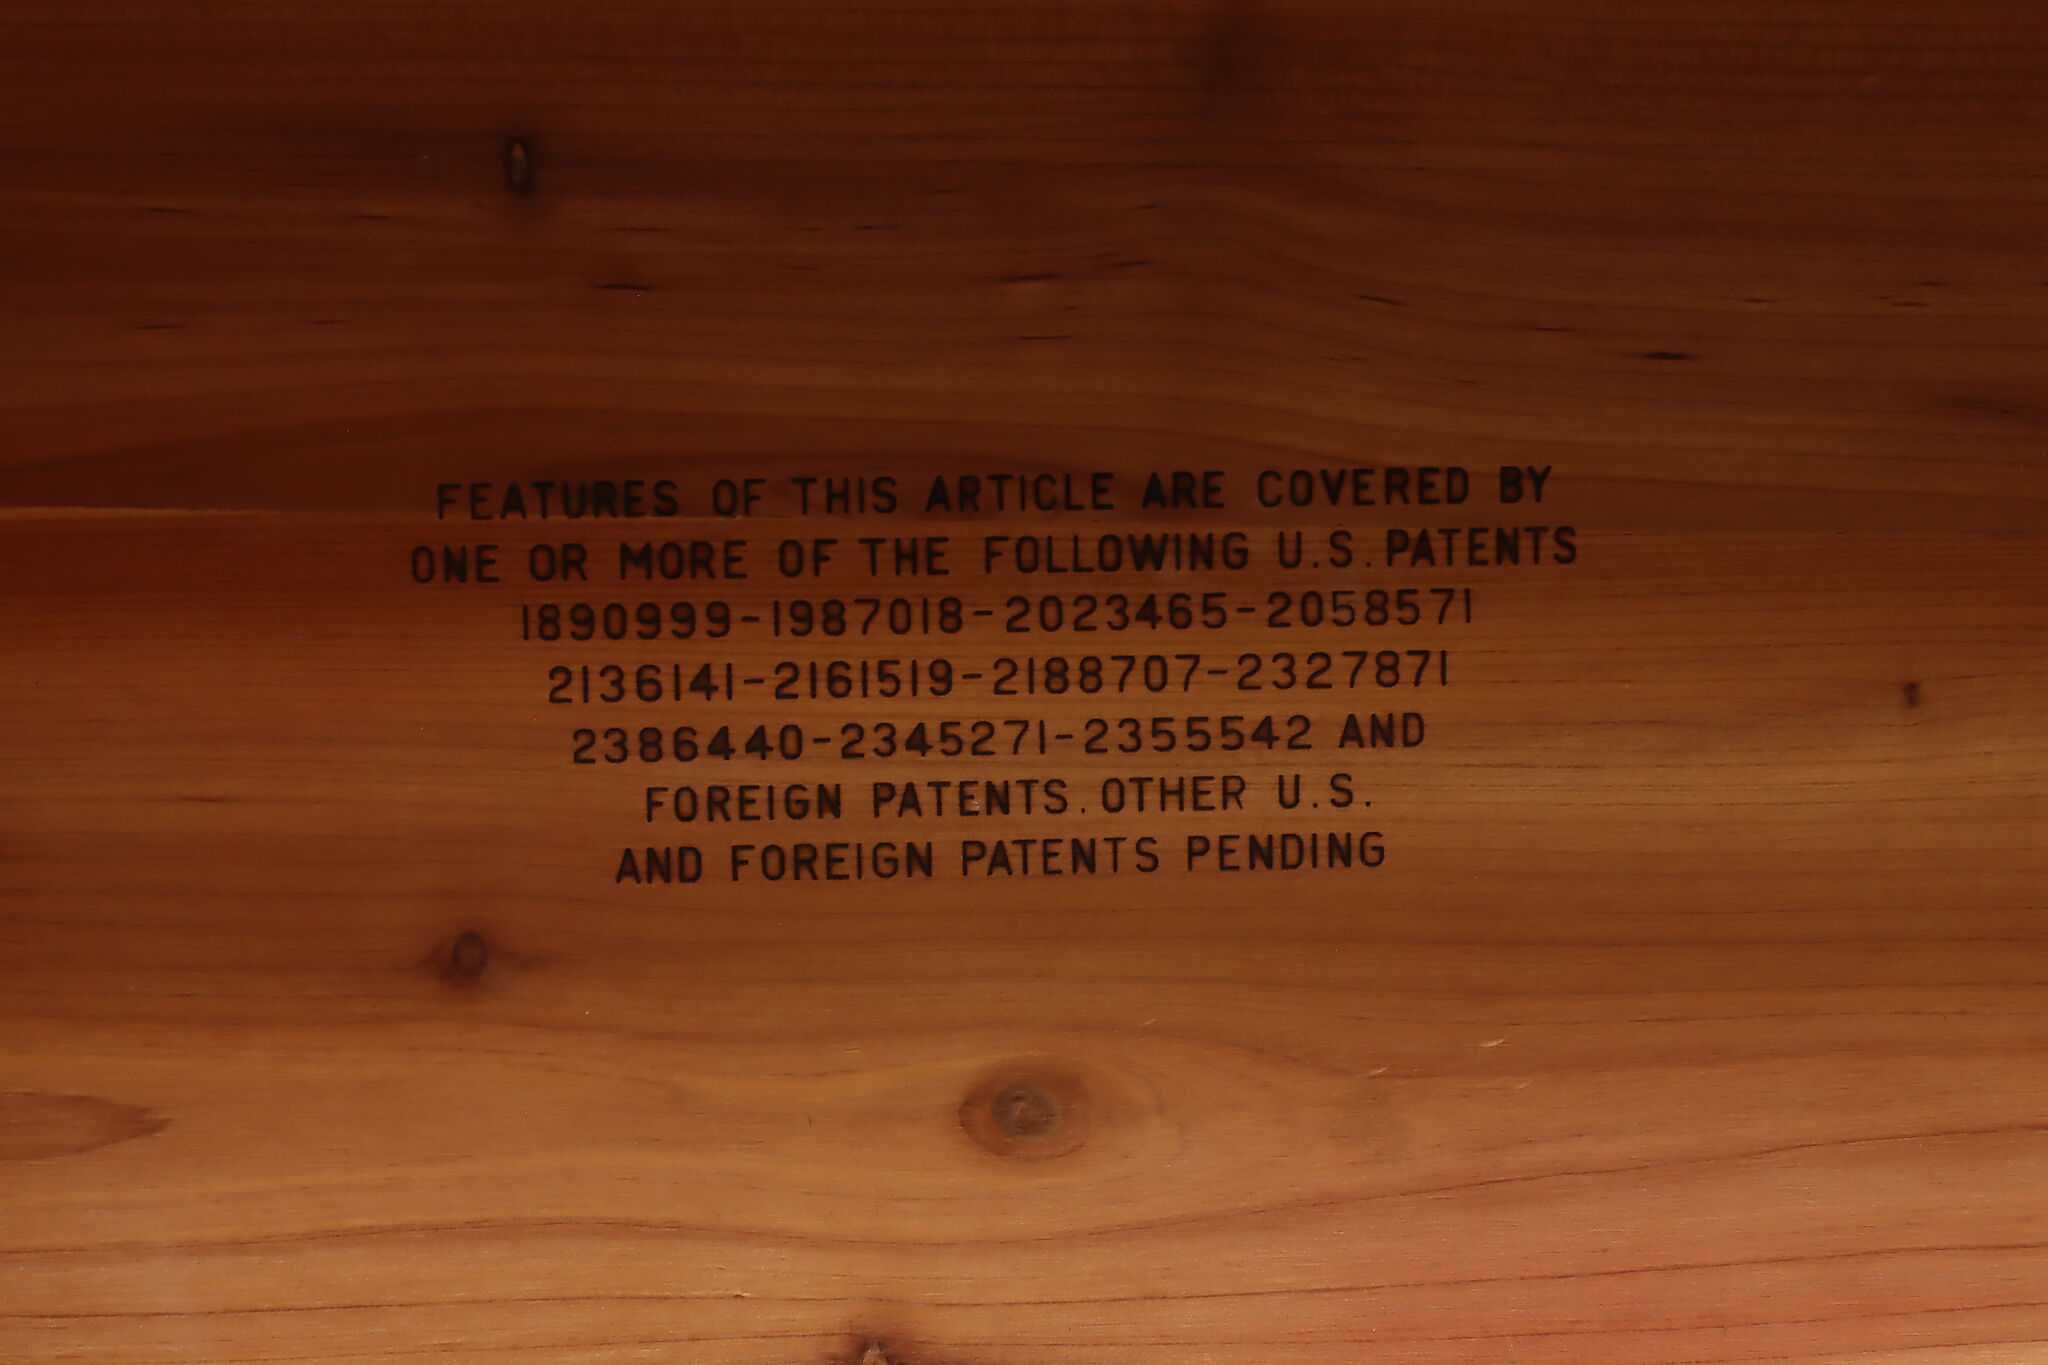 FEATURES OF THIS ARTICLE ARE COVERED BY
ONE OR MORE OF THE FOLLOWING U.S. PATENTS
1890999-1987018-2023465-2058571
2136141-2161519-2188707-2327871
2386440-2345271-2355542 AND
FOREIGN PATENTS. OTHER U.S.
AND FOREIGN PATENTS PENDING